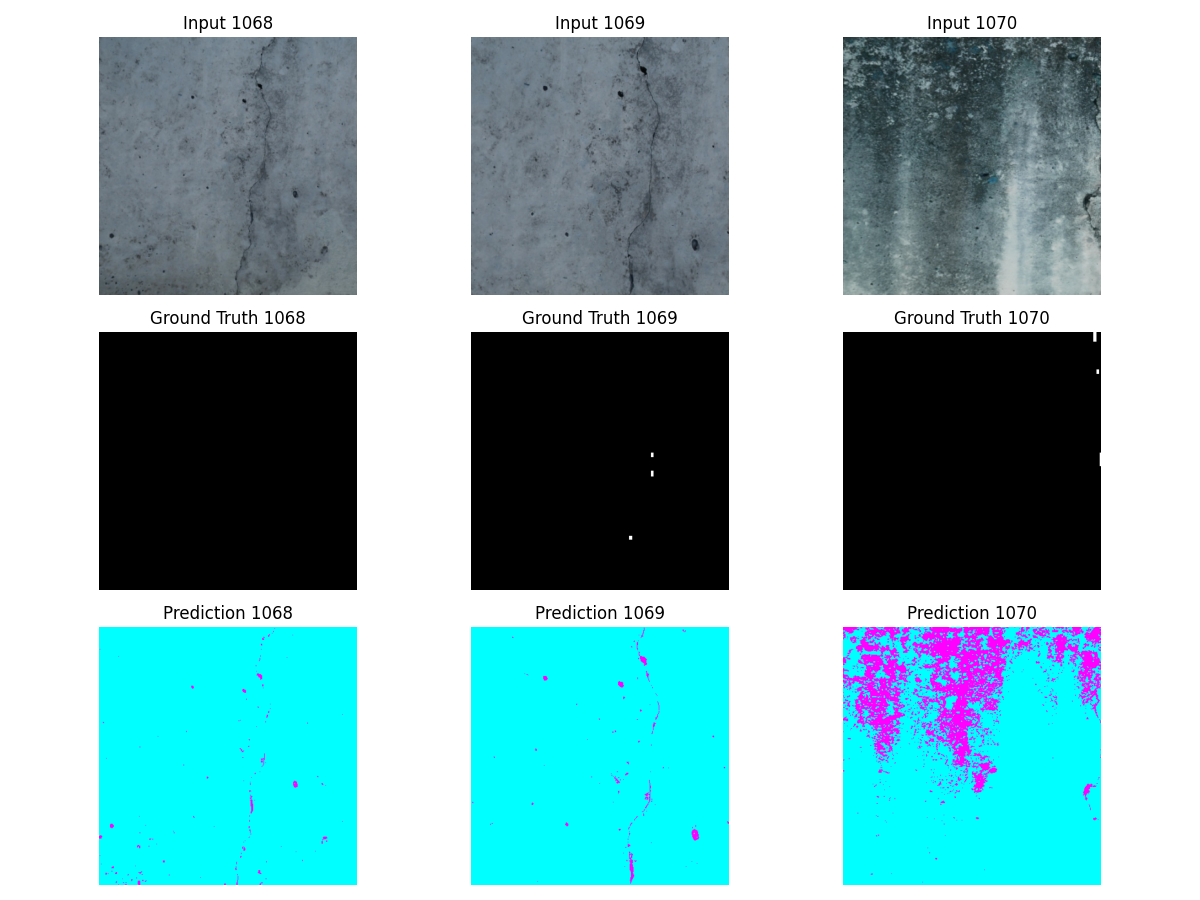 Input 1068
Input 1069
Input 1070
Ground Truth 1068
Ground Truth 1069
Ground Truth 1070
Prediction 1068
Prediction 1069
Prediction 1070